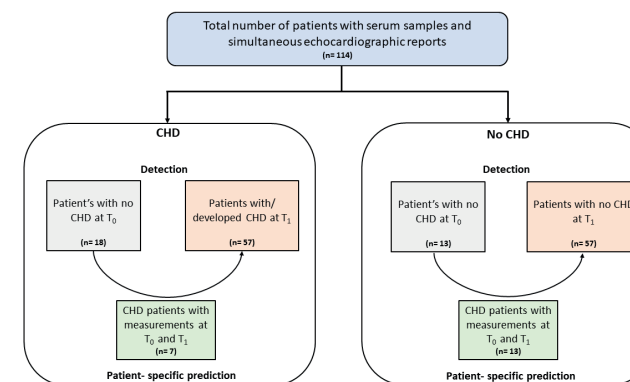 Total number of patients with serum samples and
simultaneous echocardiographic reports
(n= 114)
CHD
Detection
Patient's with no
CHD at T0
(n= 18)
Patients with/
developed CHD at T1
(n= 57)
CHD patients with
measurements at
T0 and T1
(n= 7)
Patient- specific prediction
No CHD
Detection
Patient's with no
CHD at T0
(n= 13)
Patients with no CHD
at T1
(n= 57)
CHD patients with
measurements at
T0 and T1
(n= 13)
Patient- specific prediction